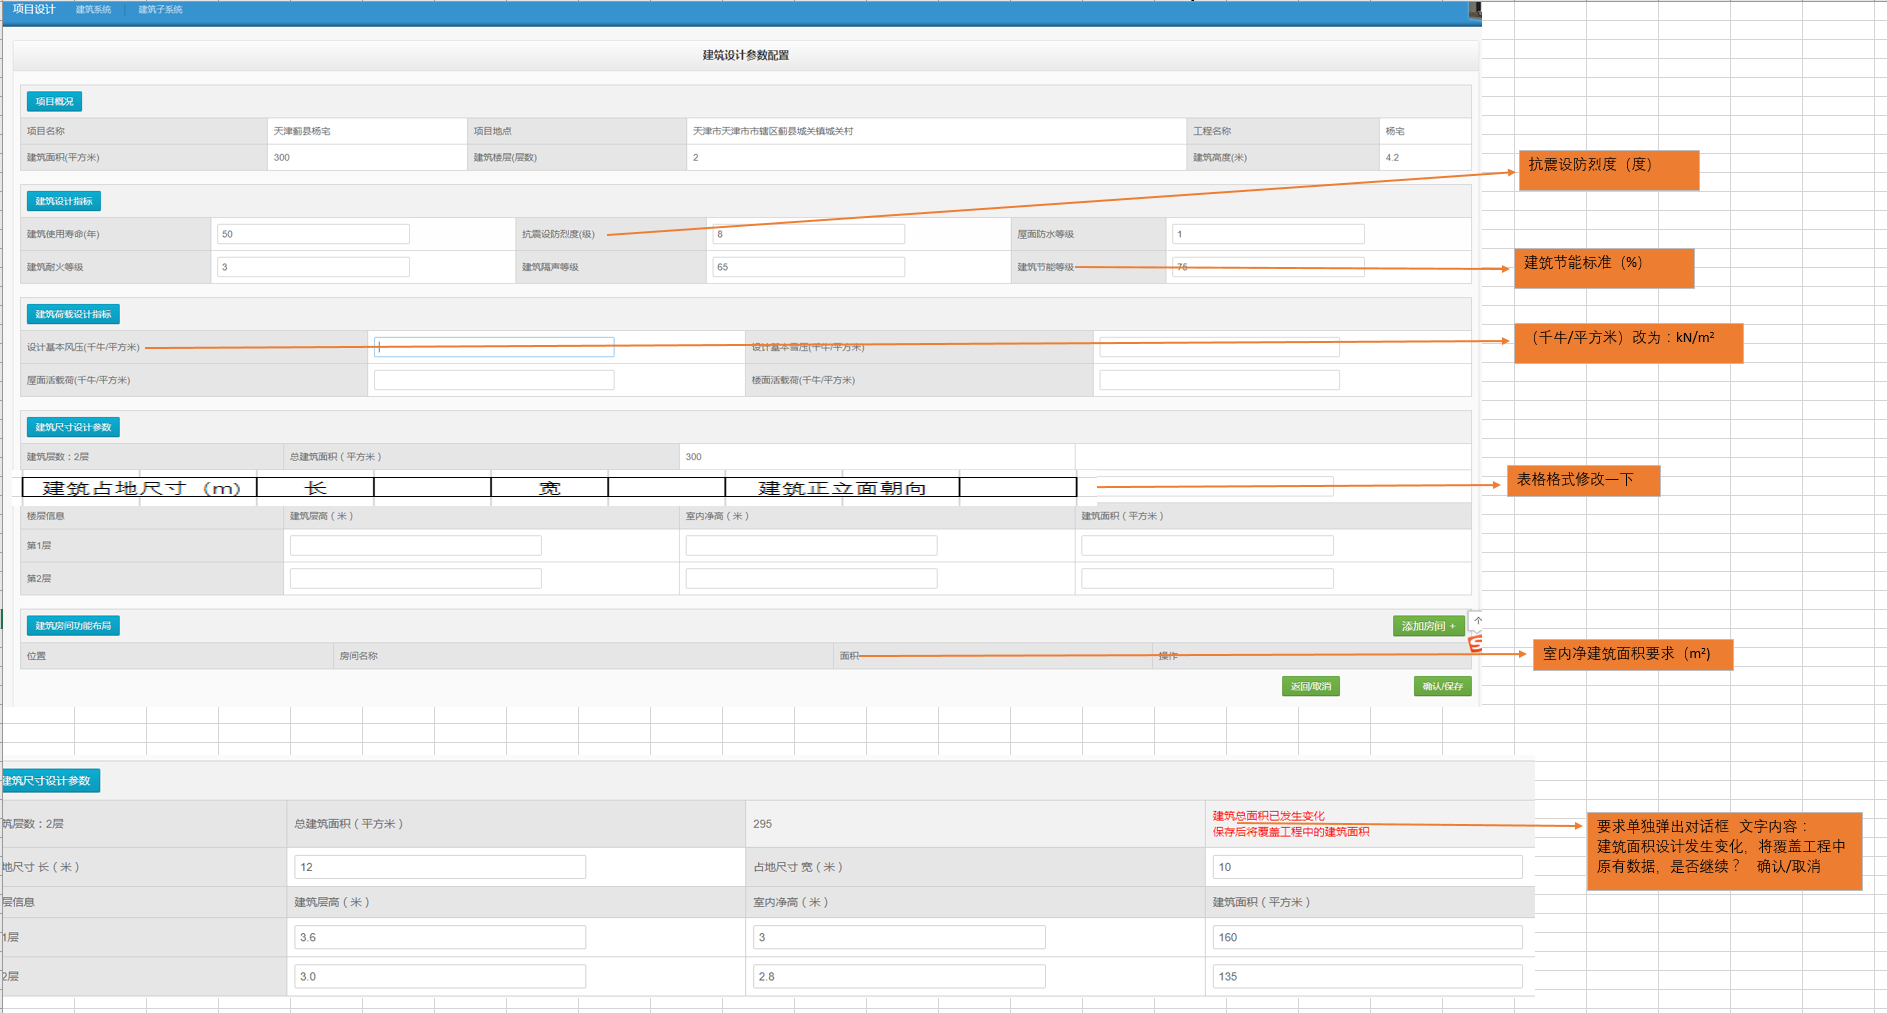 项目设计 建筑系统 建筑子系统
建筑设计参数配置
项目概况
项目名称 天津蓟县杨宅 项目地点 天津市天津市市辖区蓟县城关镇城关村 工程名称 杨宅
建筑面积(平方米) 300 建筑楼层(层数) 2 建筑高度(米) 4.2
抗震设防烈度（度）
建筑设计指标
建筑使用寿命(年) 50 抗震设防烈度(级) 8 屋面防水等级 1
建筑耐火等级 3 建筑隔声等级 65 建筑节能等级 75
建筑节能标准（%）
建筑荷载设计指标
设计基本风压(千牛/平方米) 设计基本雪压(千牛/平方米)
（千牛/平方米）改为：kN/m²
屋面活载荷(千牛/平方米) 楼面活载荷(千牛/平方米)
建筑尺寸设计参数
建筑层数：2层 总建筑面积（平方米） 300
建筑占地尺寸（m) 长 宽 建筑正立面朝向
表格格式修改一下
楼层信息 建筑层高（米） 室内净高（米） 建筑面积（平方米）
第1层
第2层
建筑房间功能布局 添加房间 +
位置 房间名称 面积 操作
室内净建筑面积要求（m²)
返回/取消 确认/保存
建筑尺寸设计参数
筑层数：2层 总建筑面积（平方米） 295 建筑总面积已发生变化
保存后将覆盖工程中的建筑面积
要求单独弹出对话框 文字内容：
建筑面积设计发生变化，将覆盖工程中
原有数据，是否继续？ 确认/取消
地尺寸 长（米） 12 占地尺寸 宽（米） 10
层信息 建筑层高（米） 室内净高（米） 建筑面积（平方米）
1层 3.6 3 160
2层 3.0 2.8 135